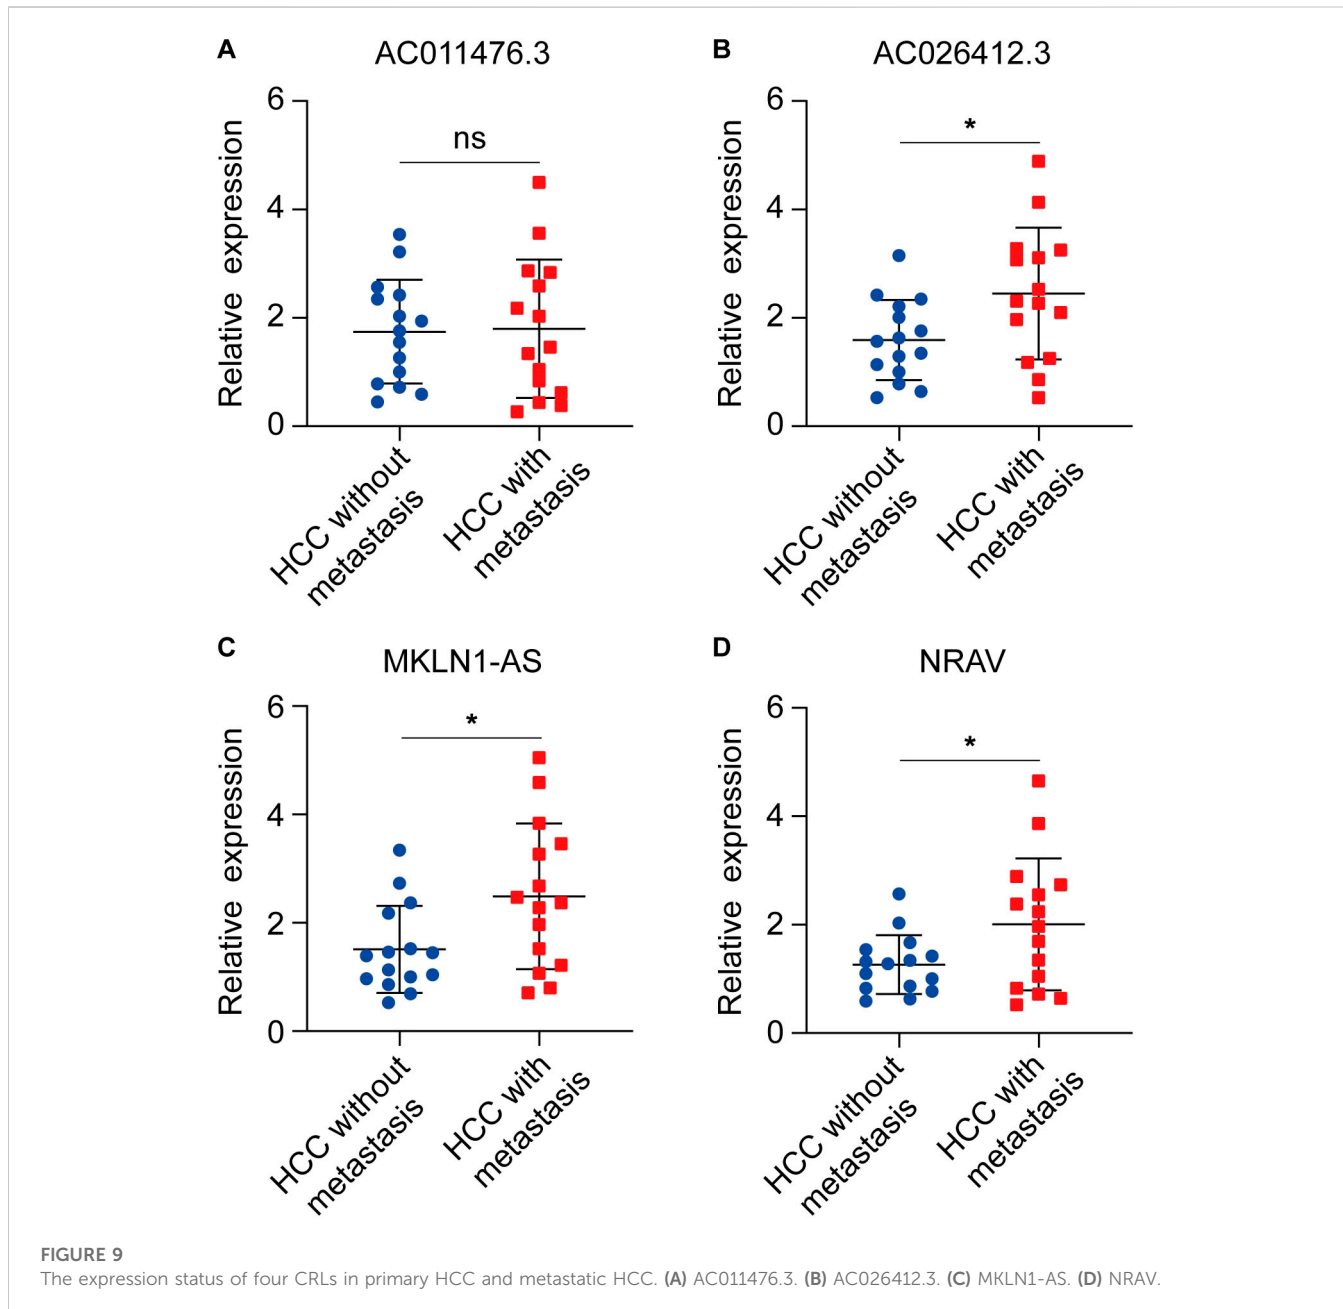 A
AC011476.3
Relative expression
6
4
2
0
ns
HCC without
metastasis
HCC with
metastasis
B
AC026412.3
Relative expression
6
4
2
0
*
HCC without
metastasis
HCC with
metastasis
C
MKLN1-AS
Relative expression
6
4
2
0
*
HCC without
metastasis
HCC with
metastasis
D
NRAV
Relative expression
6
4
2
0
*
HCC without
metastasis
HCC with
metastasis
FIGURE 9
The expression status of four CRLs in primary HCC and metastatic HCC. (A) AC011476.3. (B) AC026412.3. (C) MKLN1-AS. (D) NRAV.